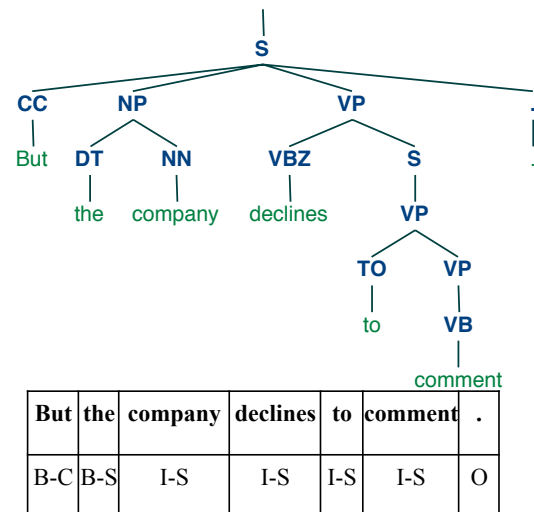 S
CC NP VP .
But DT NN VBZ S .
the company declines VP
TO VP
to VB
comment
But the company declines to comment .
B-C B-S I-S I-S I-S I-S O